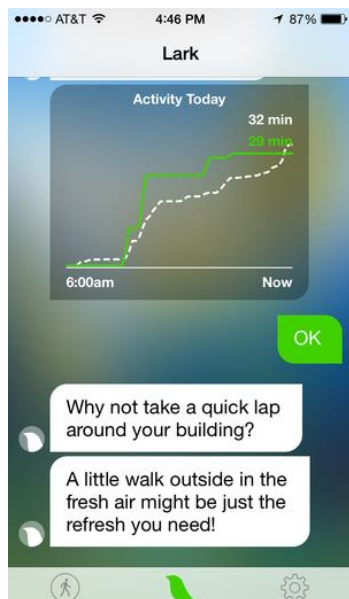 AT&T 4:46 PM 87%
Lark
Activity Today
32 min
29 min
6:00am Now
OK
Why not take a quick lap
around your building?
A little walk outside in the
fresh air might be just the
refresh you need!